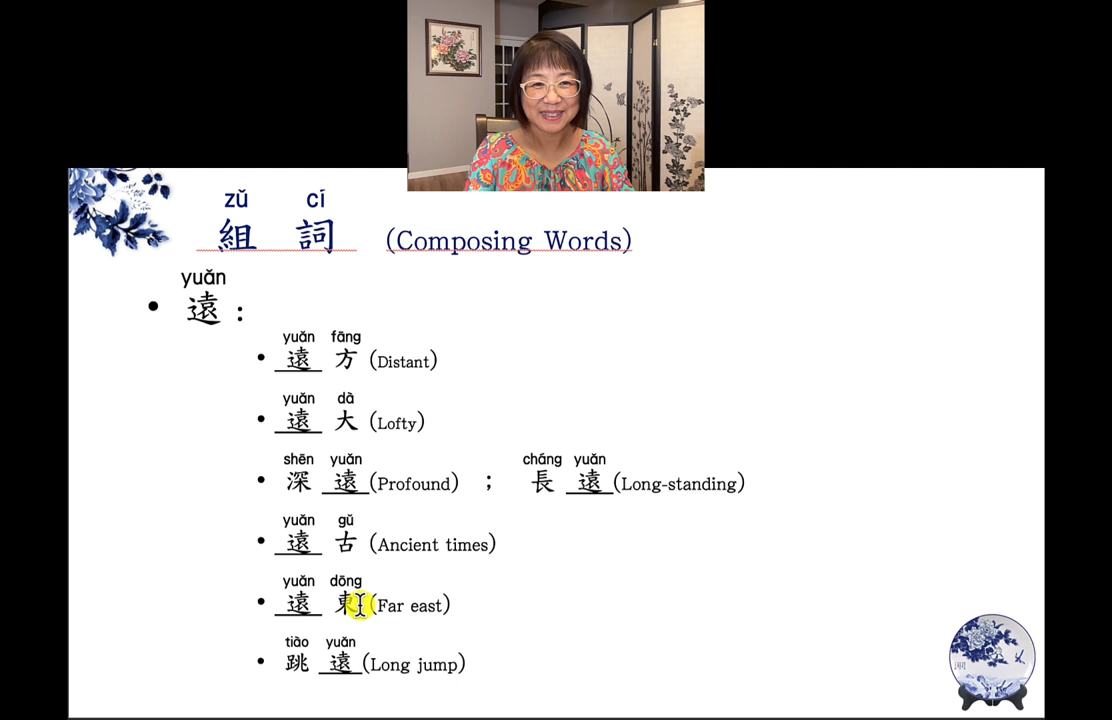 zǔ cí
組 詞 (Composing Words)
yuǎn
• 遠：
yuǎn fāng
• 遠 方 (Distant)
yuǎn dà
• 遠 大 (Lofty)
shēn yuǎn cháng yuǎn
• 深 遠 (Profound) ； 長 遠 (Long-standing)
yuǎn gǔ
• 遠 古 (Ancient times)
yuǎn dōng
• 遠 東 (Far east)
tiào yuǎn
• 跳 遠 (Long jump)